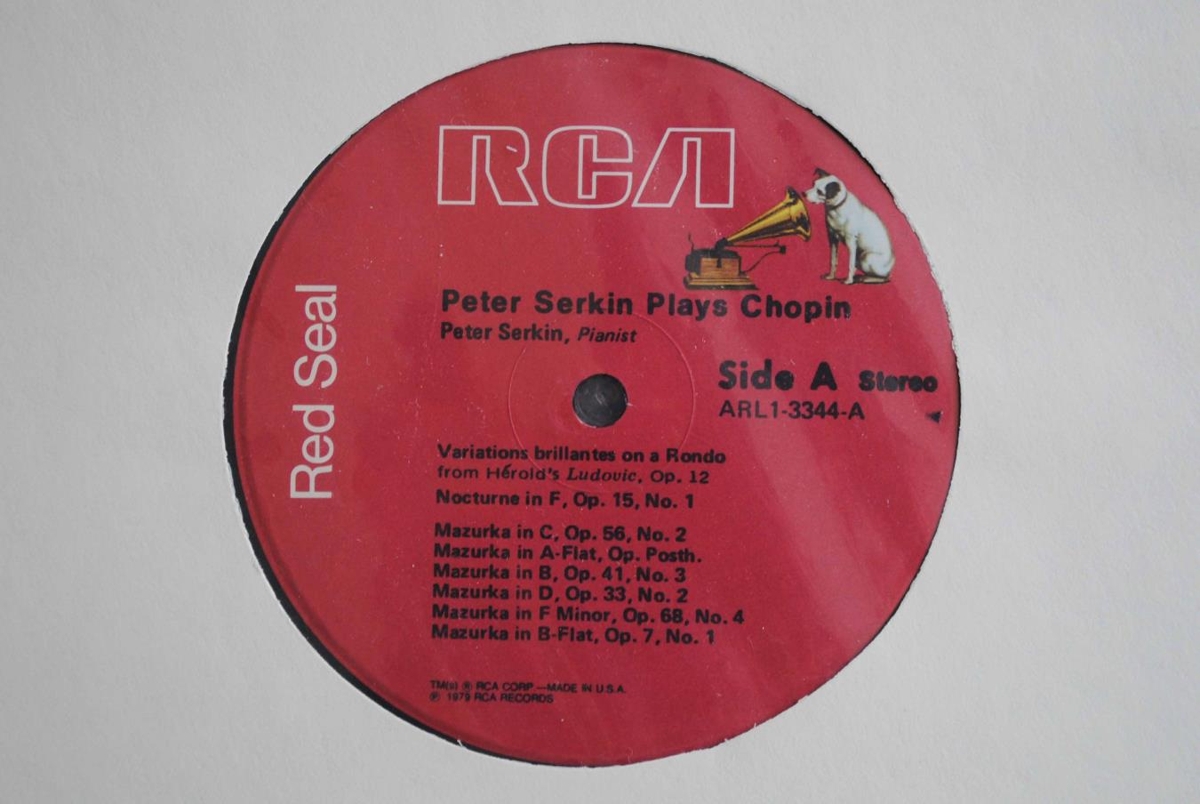 RCA
Red Seal
Peter Serkin Plays Chopin
Peter Serkin, Pianist
Side A Stereo
ARL1-3344-A
Variations brillantes on a Rondo
from Hérold's Ludovic, Op. 12
Nocturne in F, Op. 15, No. 1
Mazurka in C, Op. 56, No. 2
Mazurka in A-Flat, Op. Posth.
Mazurka in B, Op. 41, No. 3
Mazurka in D, Op. 33, No. 2
Mazurka in F Minor, Op. 68, No. 4
Mazurka in B-Flat, Op. 7, No. 1
TM(s) ® RCA CORP.—MADE IN U.S.A.
℗ 1979 RCA RECORDS